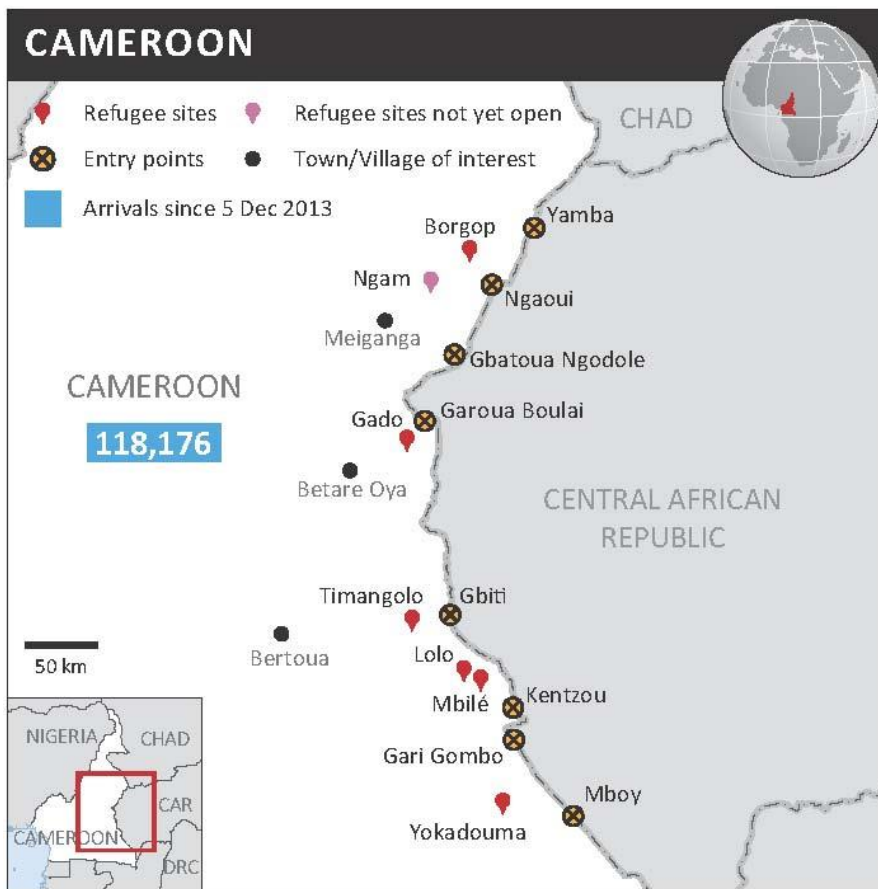 CAMEROON
Refugee sites
Refugee sites not yet open
CHAD
Entry points
Town/Village of interest
Arrivals since 5 Dec 2013
Yamba
Borgop
Ngam
Ngaoui
Meiganga
Gbatoua Ngodole
CAMEROON
118,176
Gado
Garoua Boulai
Betare Oya
CENTRAL AFRICAN
REPUBLIC
Timangolo
Gbiti
Bertoua
Lolo
50 km
Mbilé
Kentzou
Gari Gombo
Mboy
Yokadouma
NIGERIA
CHAD
CAR
CAMEROON
DRC